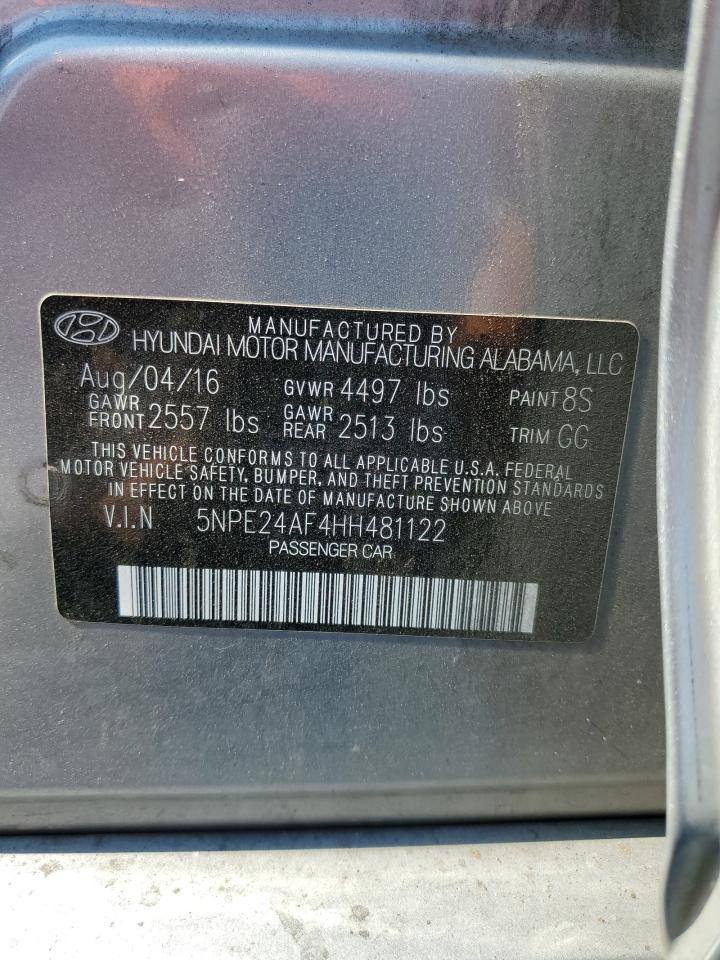 MANUFACTURED BY
HYUNDAI MOTOR MANUFACTURING ALABAMA, LLC
Aug/04/16 GVWR 4497 lbs PAINT 8S
GAWR FRONT 2557 lbs GAWR REAR 2513 lbs TRIM GG
THIS VEHICLE CONFORMS TO ALL APPLICABLE U.S.A. FEDERAL
MOTOR VEHICLE SAFETY, BUMPER, AND THEFT PREVENTION STANDARDS
IN EFFECT ON THE DATE OF MANUFACTURE SHOWN ABOVE.
V.I.N 5NPE24AF4HH481122
PASSENGER CAR